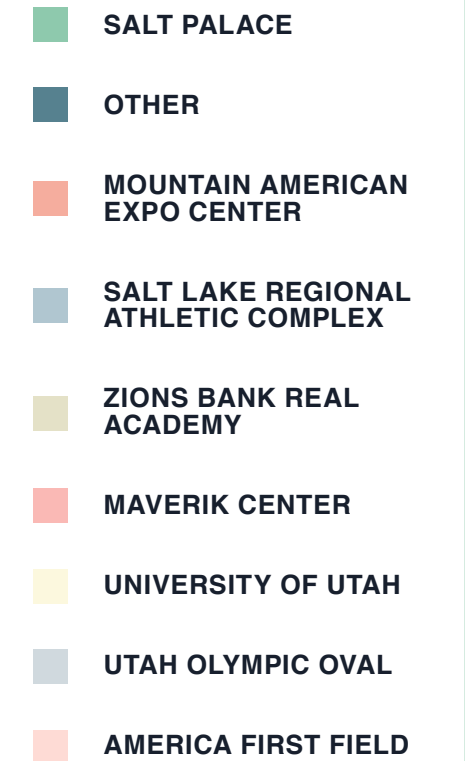 SALT PALACE
OTHER
MOUNTAIN AMERICAN
EXPO CENTER
SALT LAKE REGIONAL
ATHLETIC COMPLEX
ZIONS BANK REAL
ACADEMY
MAVERIK CENTER
UNIVERSITY OF UTAH
UTAH OLYMPIC OVAL
AMERICA FIRST FIELD